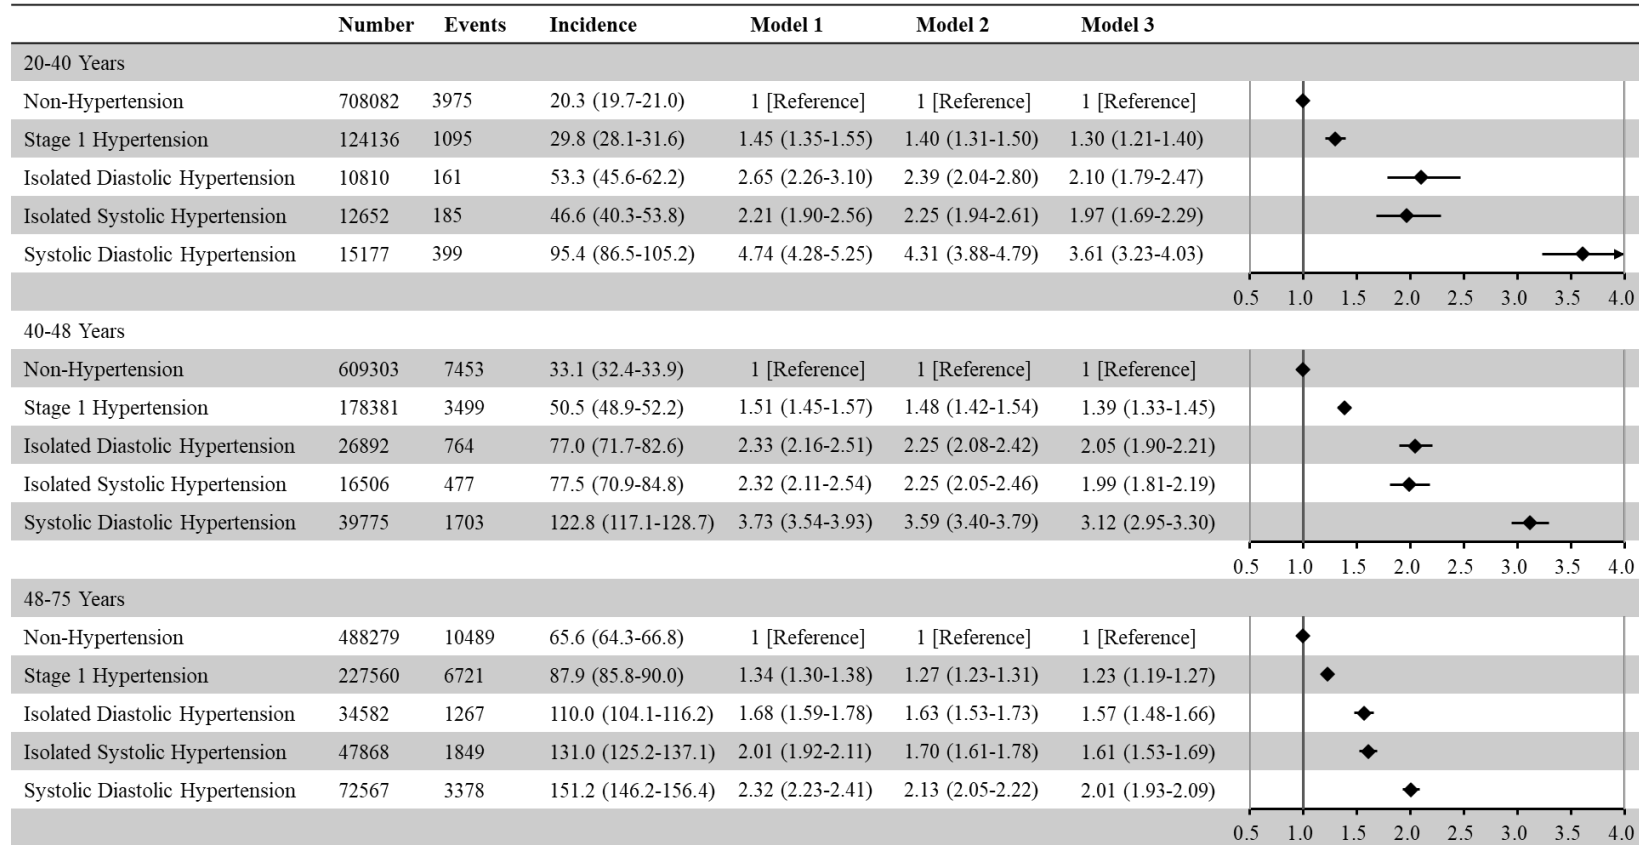 Number Events Incidence Model 1 Model 2 Model 3
20-40 Years
Non-Hypertension 708082 3975 20.3 (19.7-21.0) 1 [Reference] 1 [Reference] 1 [Reference]
Stage 1 Hypertension 124136 1095 29.8 (28.1-31.6) 1.45 (1.35-1.55) 1.40 (1.31-1.50) 1.30 (1.21-1.40)
Isolated Diastolic Hypertension 10810 161 53.3 (45.6-62.2) 2.65 (2.26-3.10) 2.39 (2.04-2.80) 2.10 (1.79-2.47)
Isolated Systolic Hypertension 12652 185 46.6 (40.3-53.8) 2.21 (1.90-2.56) 2.25 (1.94-2.61) 1.97 (1.69-2.29)
Systolic Diastolic Hypertension 15177 399 95.4 (86.5-105.2) 4.74 (4.28-5.25) 4.31 (3.88-4.79) 3.61 (3.23-4.03)
0.5 1.0 1.5 2.0 2.5 3.0 3.5 4.0
40-48 Years
Non-Hypertension 609303 7453 33.1 (32.4-33.9) 1 [Reference] 1 [Reference] 1 [Reference]
Stage 1 Hypertension 178381 3499 50.5 (48.9-52.2) 1.51 (1.45-1.57) 1.48 (1.42-1.54) 1.39 (1.33-1.45)
Isolated Diastolic Hypertension 26892 764 77.0 (71.7-82.6) 2.33 (2.16-2.51) 2.25 (2.08-2.42) 2.05 (1.90-2.21)
Isolated Systolic Hypertension 16506 477 77.5 (70.9-84.8) 2.32 (2.11-2.54) 2.25 (2.05-2.46) 1.99 (1.81-2.19)
Systolic Diastolic Hypertension 39775 1703 122.8 (117.1-128.7) 3.73 (3.54-3.93) 3.59 (3.40-3.79) 3.12 (2.95-3.30)
0.5 1.0 1.5 2.0 2.5 3.0 3.5 4.0
48-75 Years
Non-Hypertension 488279 10489 65.6 (64.3-66.8) 1 [Reference] 1 [Reference] 1 [Reference]
Stage 1 Hypertension 227560 6721 87.9 (85.8-90.0) 1.34 (1.30-1.38) 1.27 (1.23-1.31) 1.23 (1.19-1.27)
Isolated Diastolic Hypertension 34582 1267 110.0 (104.1-116.2) 1.68 (1.59-1.78) 1.63 (1.53-1.73) 1.57 (1.48-1.66)
Isolated Systolic Hypertension 47868 1849 131.0 (125.2-137.1) 2.01 (1.92-2.11) 1.70 (1.61-1.78) 1.61 (1.53-1.69)
Systolic Diastolic Hypertension 72567 3378 151.2 (146.2-156.4) 2.32 (2.23-2.41) 2.13 (2.05-2.22) 2.01 (1.93-2.09)
0.5 1.0 1.5 2.0 2.5 3.0 3.5 4.0